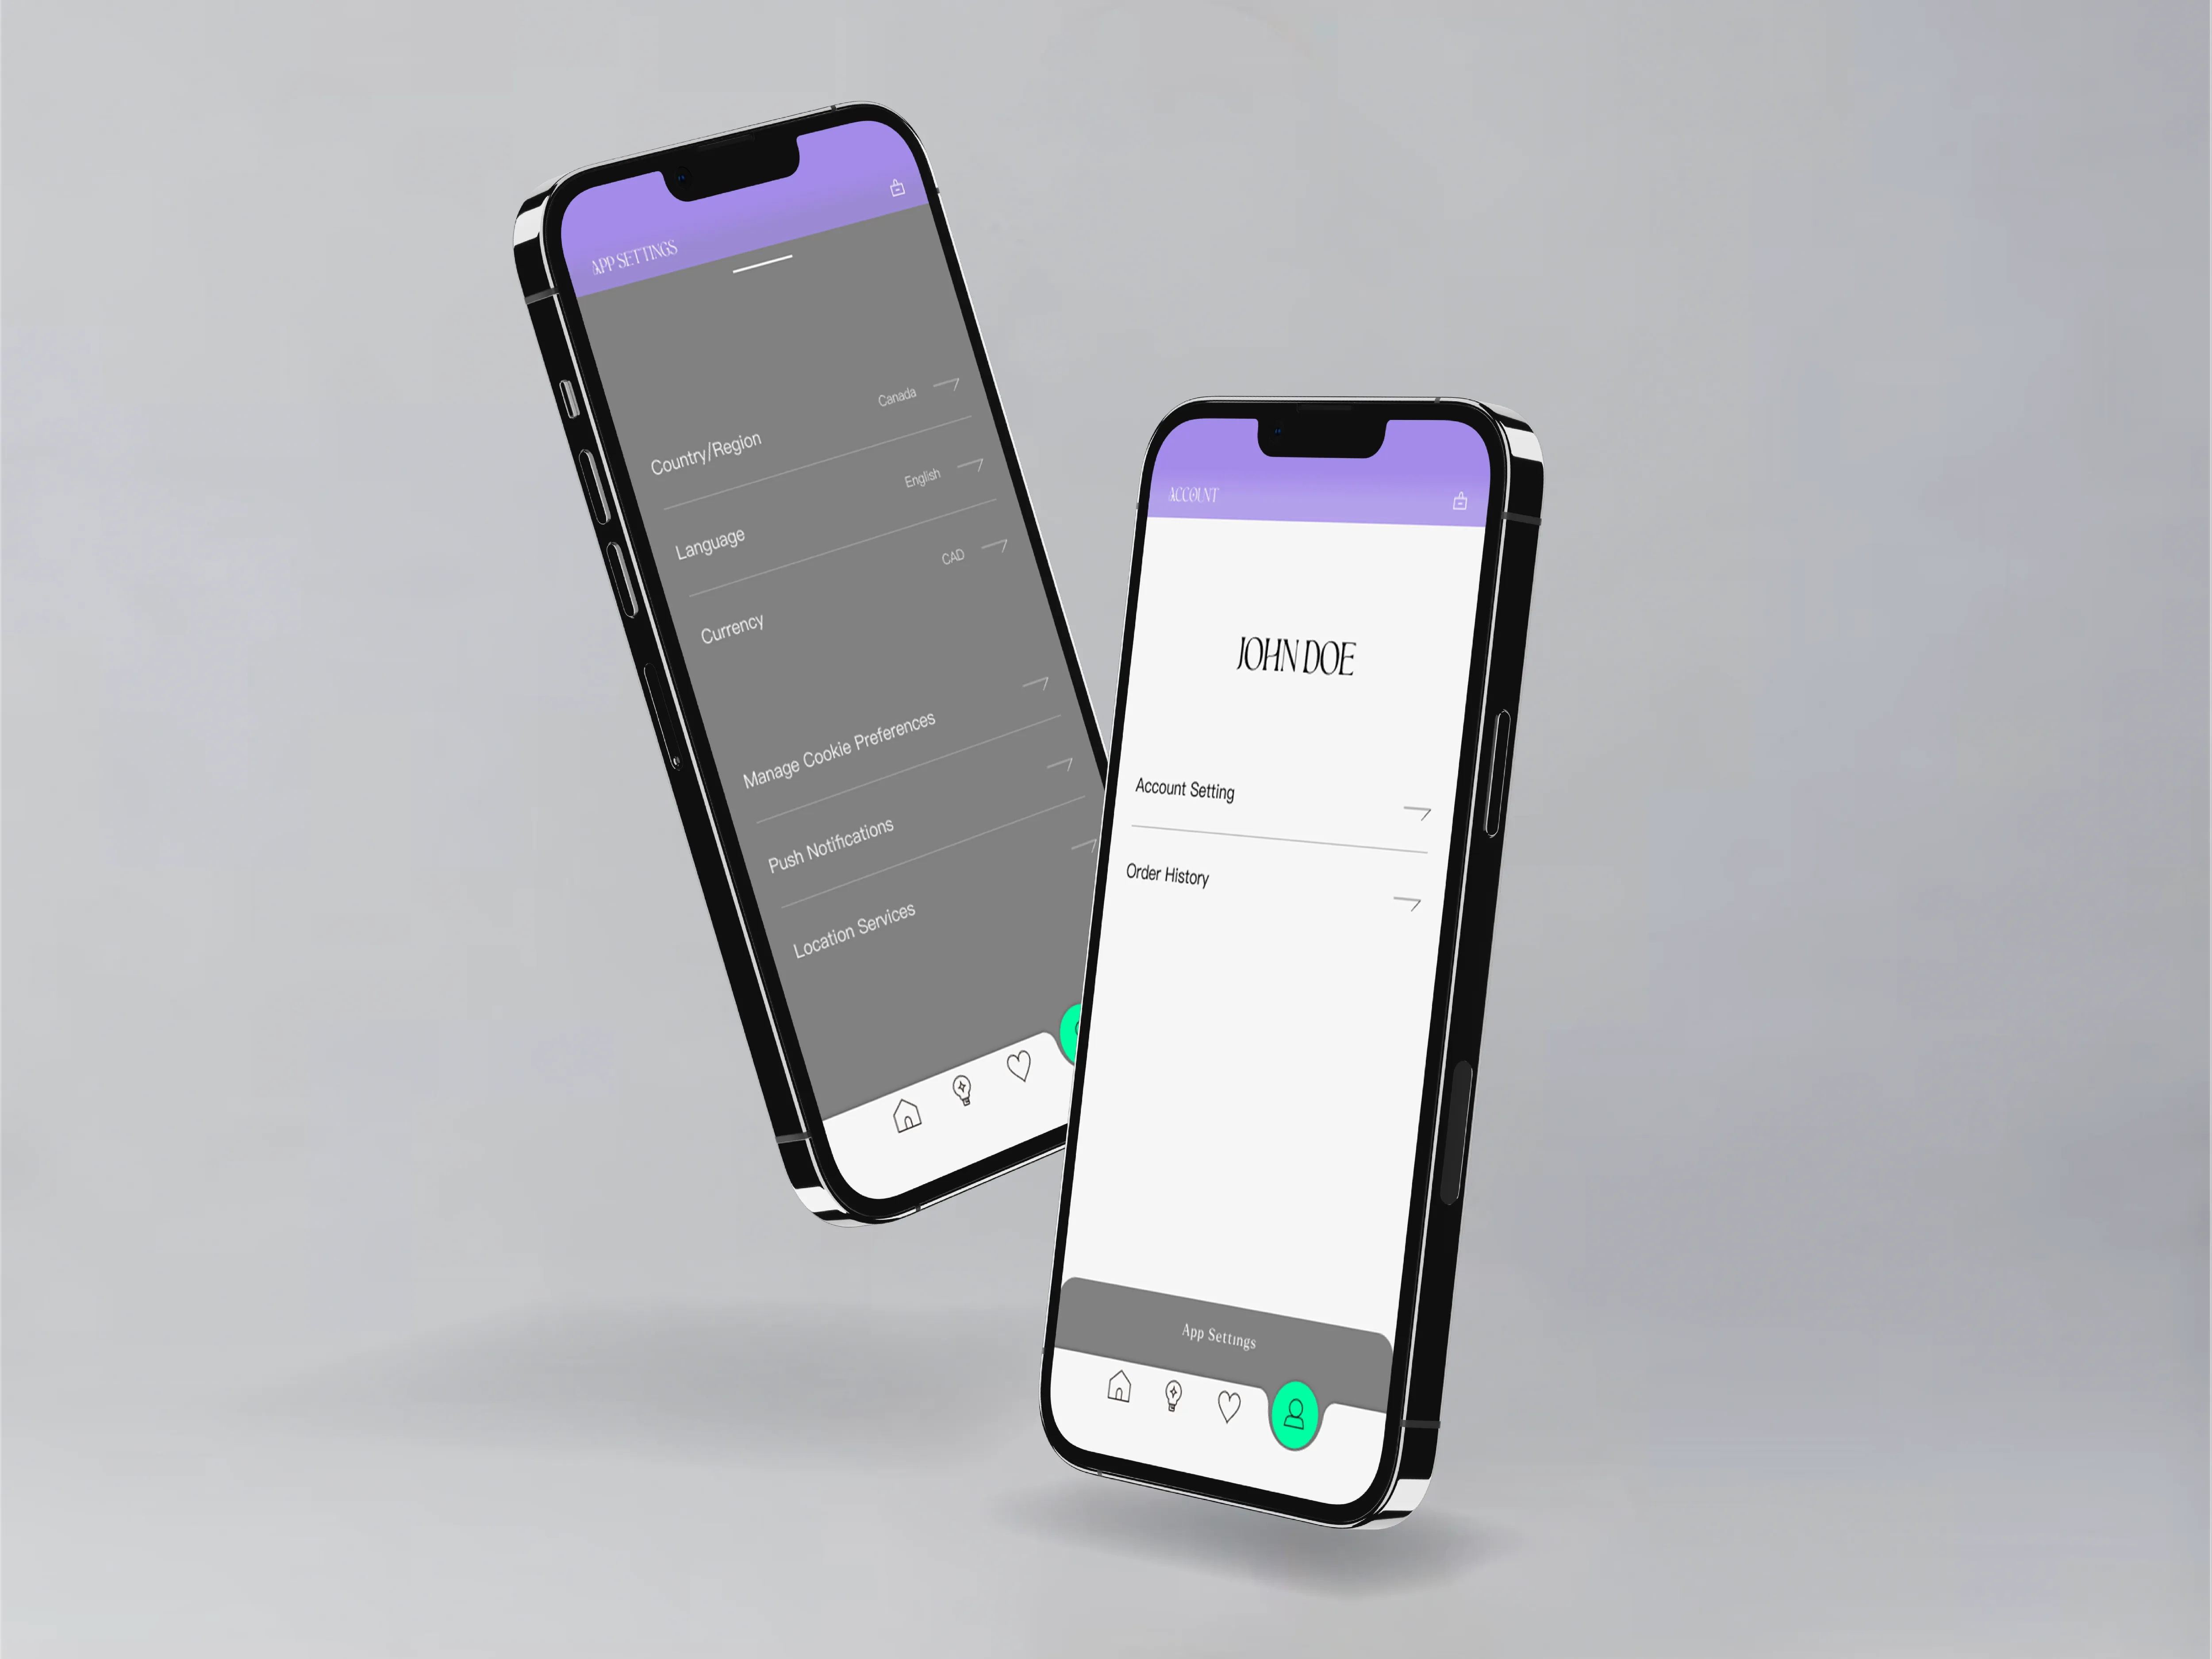 APP SETTINGS
Country/Region Canada
Language English
Currency CAD
Manage Cookie Preferences
Push Notifications
Location Services
ACCOUNT
JOHN DOE
Account Setting
Order History
App Settings